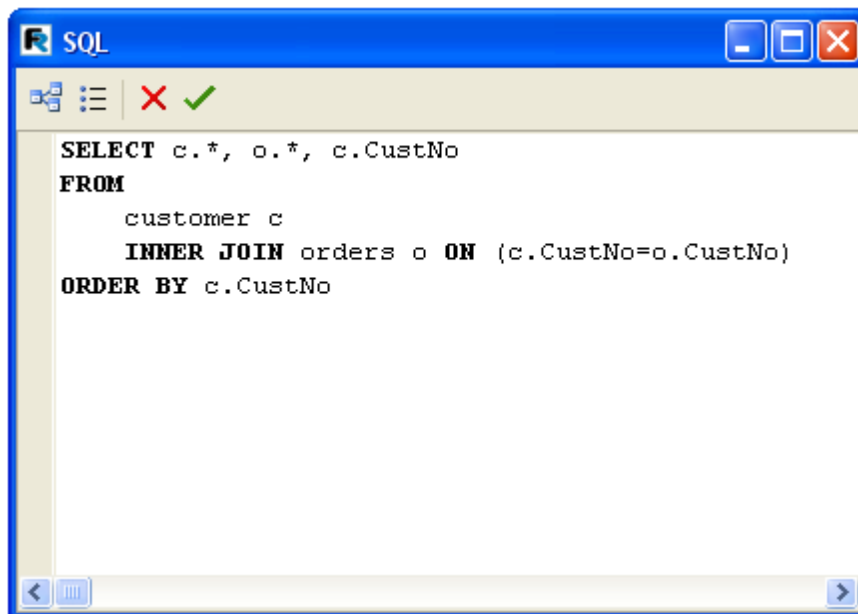 SQL
SELECT c.*, o.*, c.CustNo
FROM
customer c
INNER JOIN orders o ON (c.CustNo=o.CustNo)
ORDER BY c.CustNo